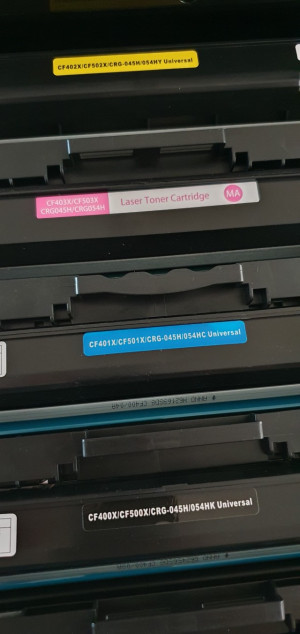 CF402X/CF502X/CRG-045H/054HY Universal
CF403X/CF503X
CRG045H/CRG054H
Laser Toner Cartridge
MA
CF401X/CF501X/CRG-045H/054HC Universal
CF400X/CF500X/CRG-045H/054HK Universal